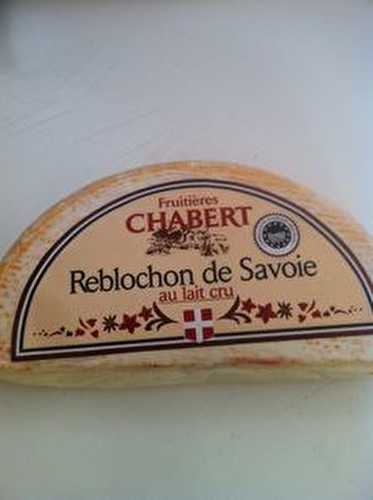 Fruitières
CHABERT
Reblochon de Savoie
au lait cru